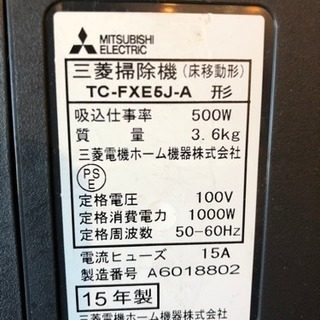 MITSUBISHI
ELECTRIC
三菱掃除機(床移動形)
TC-FXE5J-A 形
吸込仕事率 500W
質量 3.6kg
三菱電機ホーム機器株式会社
PS
E
定格電圧 100V
定格消費電力 1000W
定格周波数 50-60Hz
電流ヒューズ 15A
製造番号 A6018802
15年製